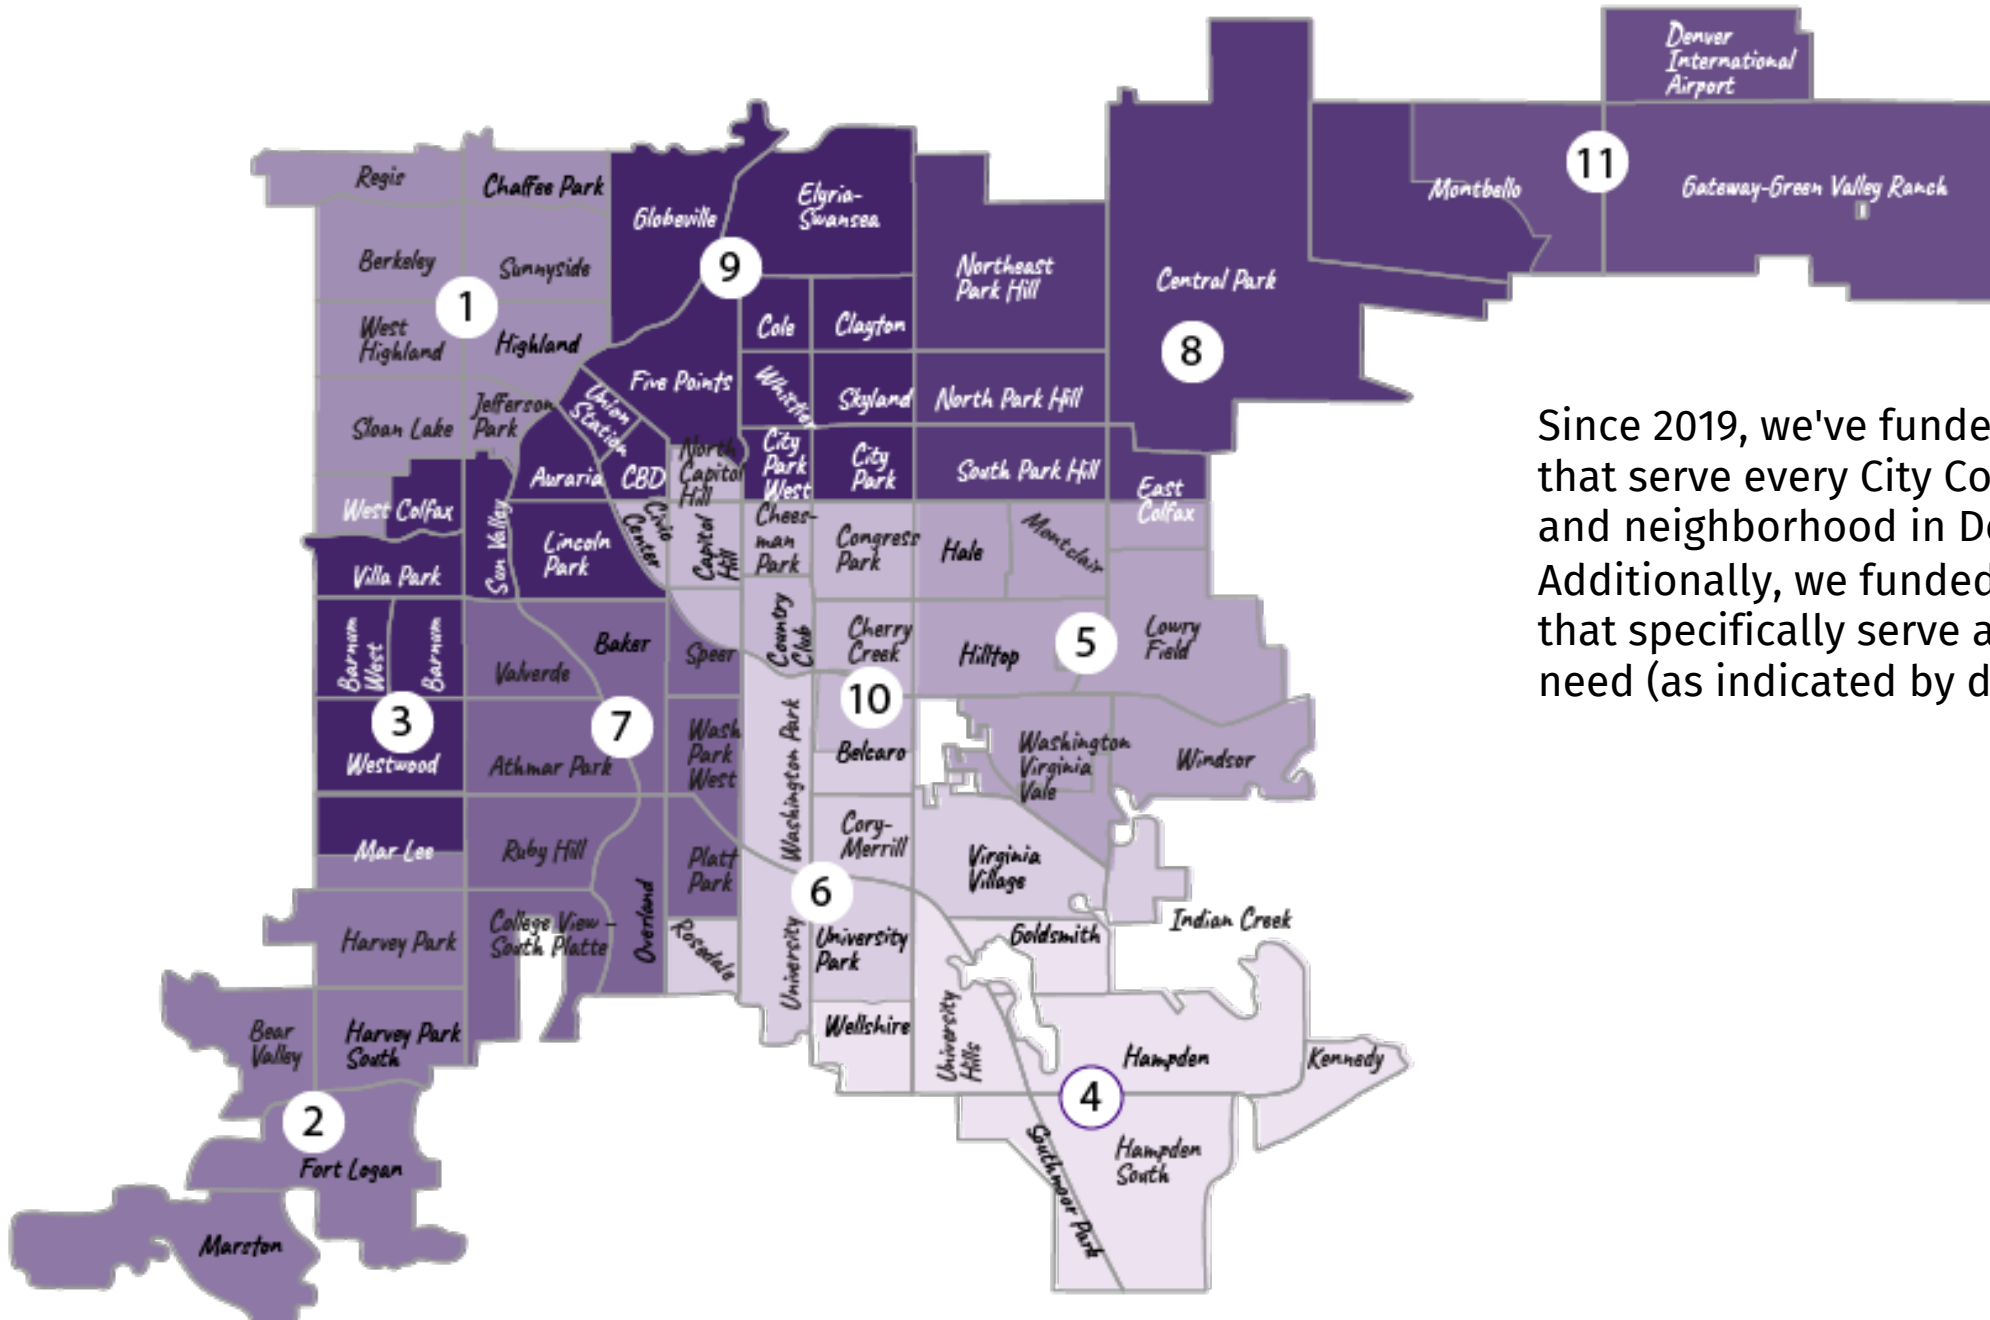 Denver
International
Airport
Regis
Chaffee Park
Globeville
Elyria-
Swansea
11
Montbello
Gateway-Green Valley Ranch
Berkeley
Sunnyside
9
Northeast
Park Hill
Central Park
1
West
Highland
Highland
Cole
Clayton
8
Five Points
Whistier
Skyland
North Park Hill
Union
Station
Jefferson
Park
Sloan Lake
North
Capitol
Hill
City
Park
West
City
Park
South Park Hill
East
Colfax
Auraria
CBD
West Colfax
Sun Valley
Lincoln
Park
Civic
Center
Capitol
Hill
Chees-
man
Park
Congress
Park
Hale
Montclair
Villa Park
Since 2019, we've funde
that serve every City Co
and neighborhood in De
Additionally, we funded
that specifically serve a
need (as indicated by d
Barnum
West
Barnum
Valverde
Baker
Speer
Country
Club
Cherry
Creek
Hilltop
5
Lowry
Field
3
7
10
Westwood
Athmar Park
Wash
Park
West
Washington Park
Belcaro
Washington
Virginia
Vale
Windsor
Mar Lee
Ruby Hill
Platt
Park
Cory-
Merrill
Virginia
Village
6
Harvey Park
College View –
South Platte
Overland
Rosedale
University
University
Park
Goldsmith
Indian Creek
Bear
Valley
Harvey Park
South
Wellshire
University
Hills
Hampden
Kennedy
2
4
Fort Logan
Southmoor Park
Hampden
South
Marston